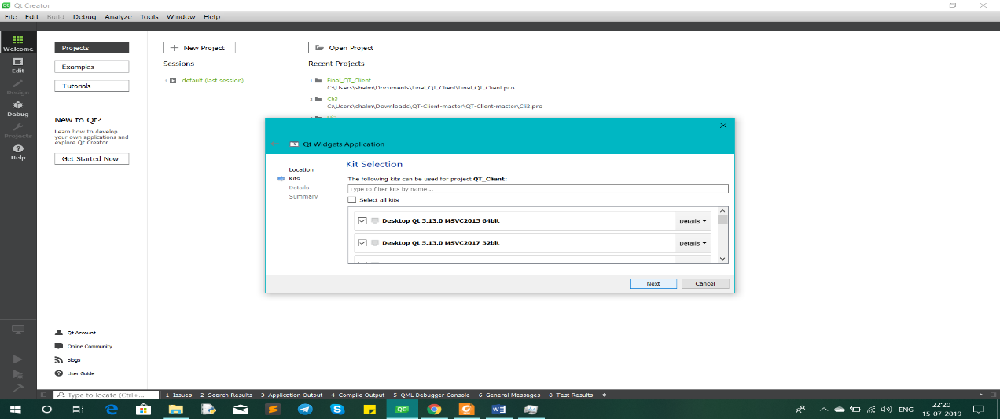 Qt Creator
File Edit Build Debug Analyze Tools Window Help
Welcome
Edit
Design
Debug
Projects
Help
Projects
Examples
Tutorials
New to Qt?
Learn how to develop
your own applications and
explore Qt Creator.
Get Started Now
Qt Account
Online Community
Blogs
User Guide
New Project
Sessions
1 default (last session)
Open Project
Recent Projects
1 Final_QT_Client
C:\Users\shalm\Documents\Final_QT_Client\Final_QT_Client.pro
2 Cli3
C:\Users\shalm\Downloads\QT-Client-master\QT-Client-master\Cli3.pro
Qt Widgets Application
Location
Kits
Details
Summary
Kit Selection
The following kits can be used for project QT_Client:
Type to filter kits by name...
Select all kits
Desktop Qt 5.13.0 MSVC2015 64bit Details
Desktop Qt 5.13.0 MSVC2017 32bit Details
Next Cancel
Type to locate (Ctrl+... 1 Issues 2 Search Results 3 Application Output 4 Compile Output 5 QML Debugger Console 6 General Messages 8 Test Results
ENG
22:20
15-07-2019